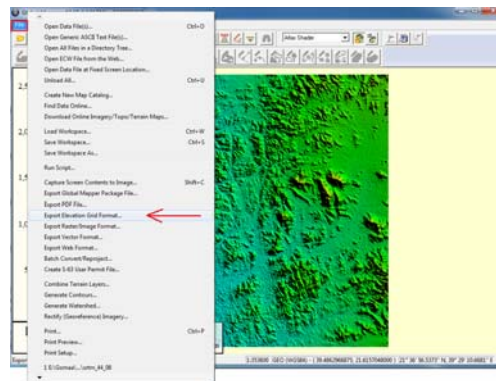 Atlas Shader
Open Data File(s)... Ctrl+O
Open Generic ASCII Text File(s)...
Open All Files in a Directory Tree...
Open ECW File from the Web...
Open Data File at Fixed Screen Location...
Unload All... Ctrl+U
Create New Map Catalog...
Find Data Online...
Download Online Imagery/Topo/Terrain Maps...
Load Workspace... Ctrl+W
Save Workspace... Ctrl+S
Save Workspace As...
Run Script...
Capture Screen Contents to Image... Shift+C
Export Global Mapper Package File...
Export PDF File...
Export Elevation Grid Format...
Export Raster/Image Format...
Export Vector Format...
Export Web Format...
Batch Convert/Reproject...
Create S-63 User Permit File...
Combine Terrain Layers...
Generate Contours...
Generate Watershed...
Rectify (Georeference) Imagery...
Print... Ctrl+P
Print Preview...
Print Setup...